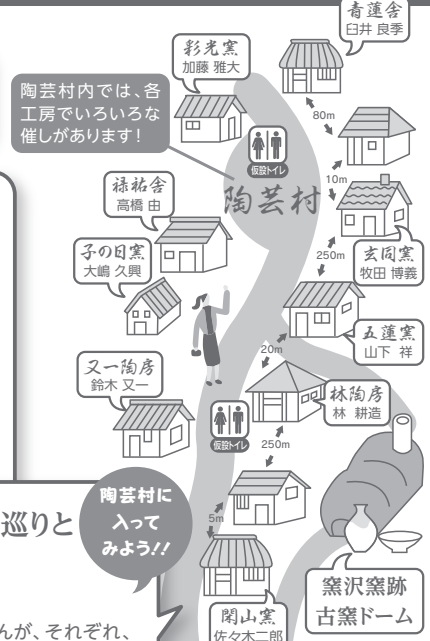 青蓮舎
臼井 良季
彩光窯
加藤 雅大
陶芸村内では、各
工房でいろいろな
催しがあります!
80m
仮設トイレ
陶芸村
10m
禄祐舎
高橋 由
玄同窯
牧田 博義
子の日窯
大嶋 久興
250m
五蓮窯
山下 祥
20m
又一陶房
鈴木 又一
林陶房
林 耕造
仮設トイレ
250m
陶芸村に
入って
みよう!!
巡りと
5m
窯沢窯跡
古窯ドーム
閑山窯
佐々木二郎
んが、それぞれ、